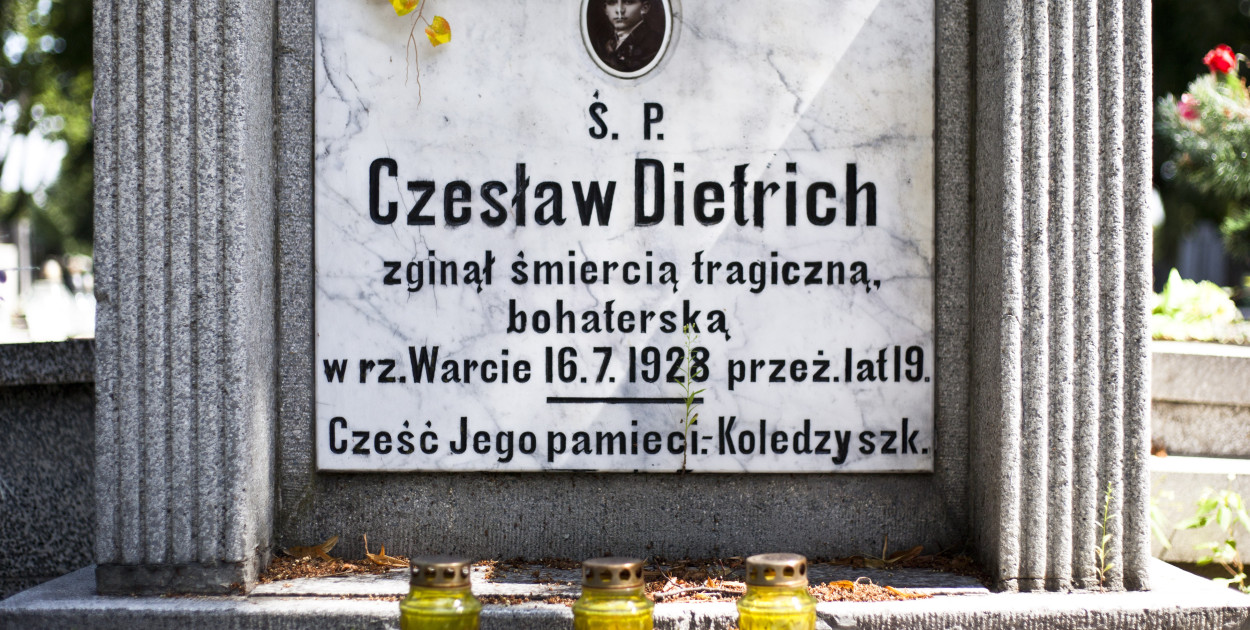 Ś. P.
Czesław Dietrich
zginął śmiercią tragiczną,
bohaterską
w rz. Warcie 16. 7. 1928 przeż. lat 19.
Cześć Jego pamięci.-Koledzy szk.